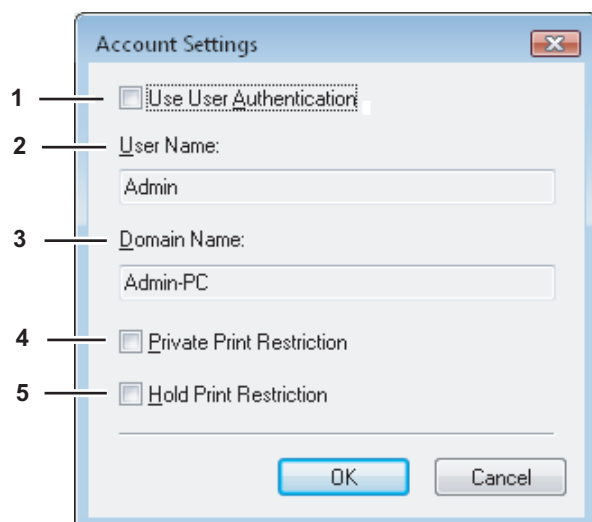 Account Settings
1 Use User Authentication
2 User Name:
Admin
3 Domain Name:
Admin-PC
4 Private Print Restriction
5 Hold Print Restriction
OK Cancel